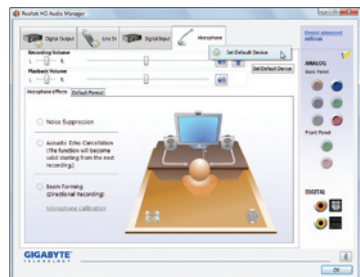 Realtek HD Audio Manager
Digital Output
Line In
Digital Input
Microphone
Device advanced settings
Set Default Device
Recording Volume
L
R
Set Default Device
Playback Volume
L
R
ANALOG
Back Panel
Microphone Effects
Default Format
Noise Suppression
Acoustic Echo Cancellation
(The function will become
valid starting from the next
recording.)
Front Panel
Beam Forming
(Directional Recording)
Microphone Calibration
DIGITAL
GIGABYTE
TECHNOLOGY
OK